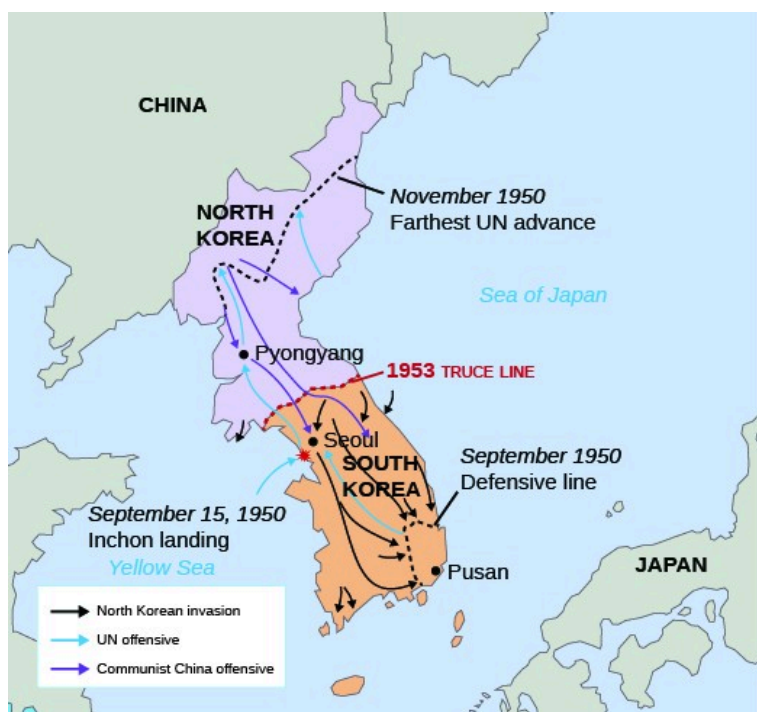 CHINA
November 1950
Farthest UN advance
NORTH
KOREA
Sea of Japan
Pyongyang
1953 TRUCE LINE
Seoul
SOUTH
KOREA
September 1950
Defensive line
September 15, 1950
Inchon landing
Yellow Sea
Pusan
JAPAN
North Korean invasion
UN offensive
Communist China offensive